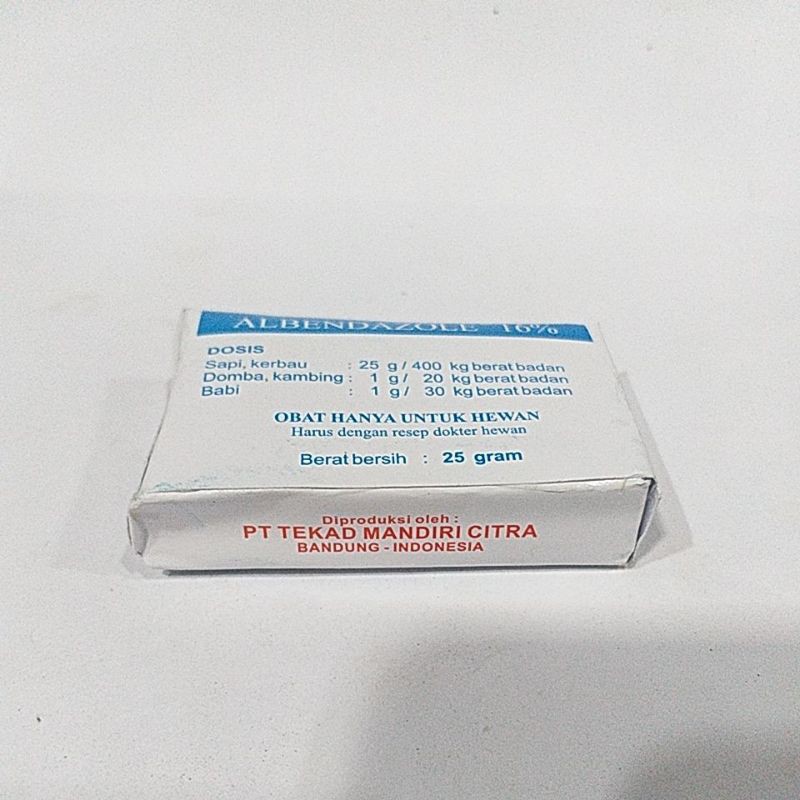 ALBENDAZOLE 16%
DOSIS
Sapi, kerbau : 25 g / 400 kg berat badan
Domba, kambing : 1 g / 20 kg berat badan
Babi : 1 g / 30 kg berat badan
OBAT HANYA UNTUK HEWAN
Harus dengan resep dokter hewan
Berat bersih : 25 gram
Diproduksi oleh :
PT TEKAD MANDIRI CITRA
BANDUNG - INDONESIA